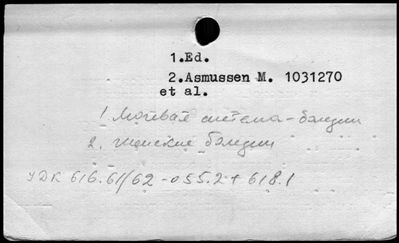 1.Ed.
2.Asmussen M. 1031270
et al.
1. Мочевая система - болезни
2. Женские болезни
УДК 616.61/62-055.2+618.1